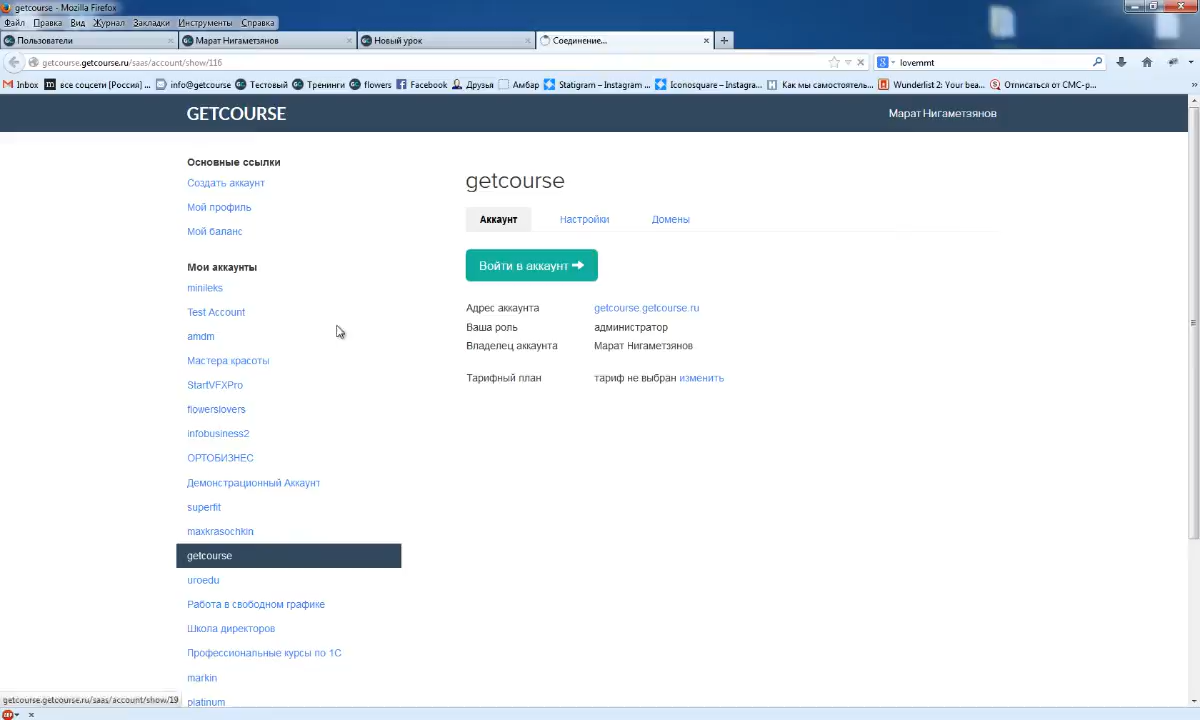 getcourse - Mozilla Firefox
Файл Правка Вид Журнал Закладки Инструменты Справка
Пользователи
Марат Нигаметзянов
Новый урок
Соединение...
getcourse.getcourse.ru/saas/account/show/116
lovemmt
Inbox
все соцсети [Россия] ...
info@getcourse
Тестовый
Тренинги
flowers
Facebook
Друзья
Амбар
Statigram – Instagram ...
Iconosquare – Instagra...
Как мы самостоятель...
Wunderlist 2: Your bea...
Отписаться от СМС-р...
GETCOURSE
Марат Нигаметзянов
Основные ссылки
Создать аккаунт
Мой профиль
Мой баланс
Мои аккаунты
minileks
Test Account
amdm
Мастера красоты
StartVFXPro
flowerslovers
infobusiness2
ОРТОБИЗНЕС
Демонстрационный Аккаунт
superfit
maxkrasochkin
getcourse
uroedu
Работа в свободном графике
Школа директоров
Профессиональные курсы по 1С
markin
platinum
getcourse
Аккаунт Настройки Домены
Войти в аккаунт
Адрес аккаунта getcourse.getcourse.ru
Ваша роль администратор
Владелец аккаунта Марат Нигаметзянов
Тарифный план тариф не выбран изменить
getcourse.getcourse.ru/saas/account/show/19